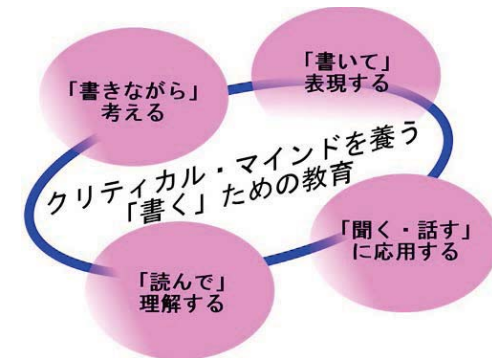 「書きながら」
考える
「書いて」
表現する
クリティカル・マインドを養う
「書く」ための教育
「読んで」
理解する
「聞く・話す」
に応用する